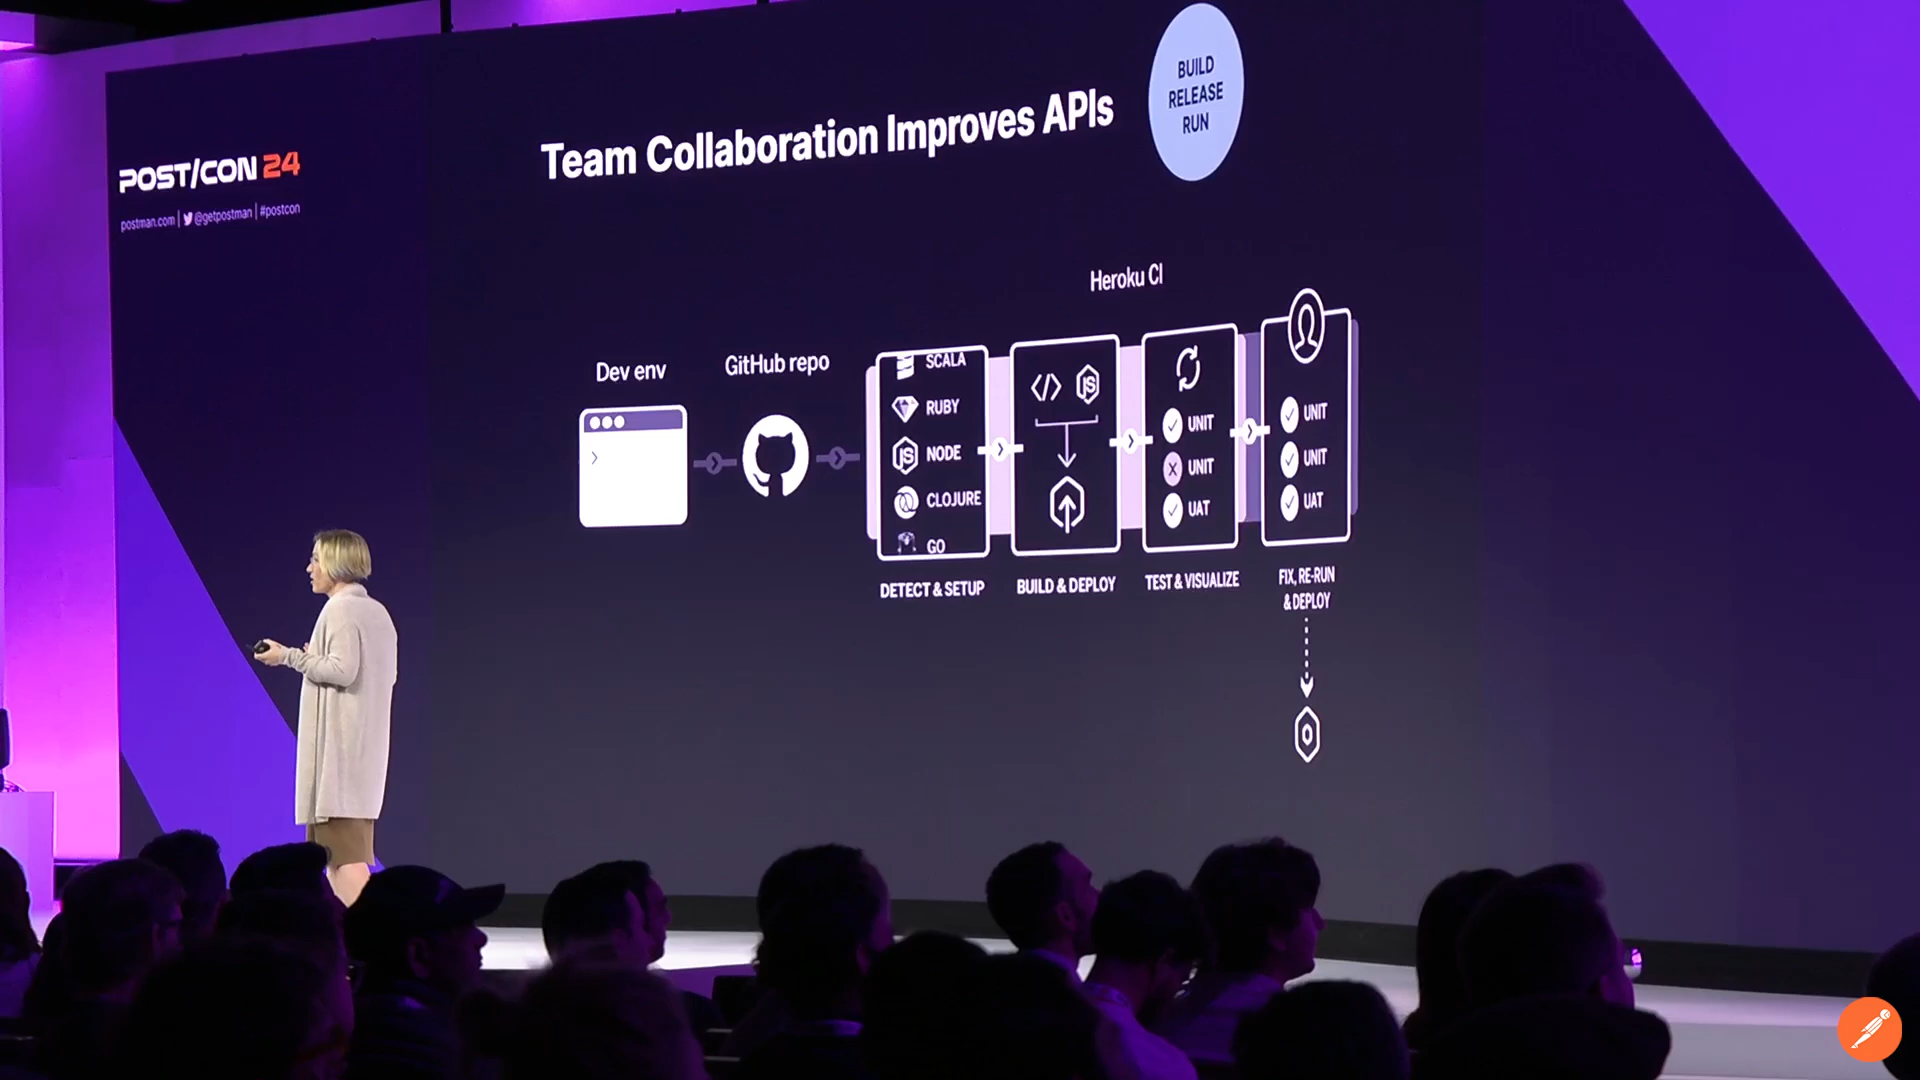 POST/CON 24
postman.com | @getpostman | #postcon
Team Collaboration Improves APIs
BUILD
RELEASE
RUN
Heroku CI
Dev env
GitHub repo
SCALA
RUBY
JS NODE
CLOJURE
GO
DETECT & SETUP
</> JS
BUILD & DEPLOY
UNIT
UNIT
UAT
TEST & VISUALIZE
UNIT
UNIT
UAT
FIX, RE-RUN
& DEPLOY